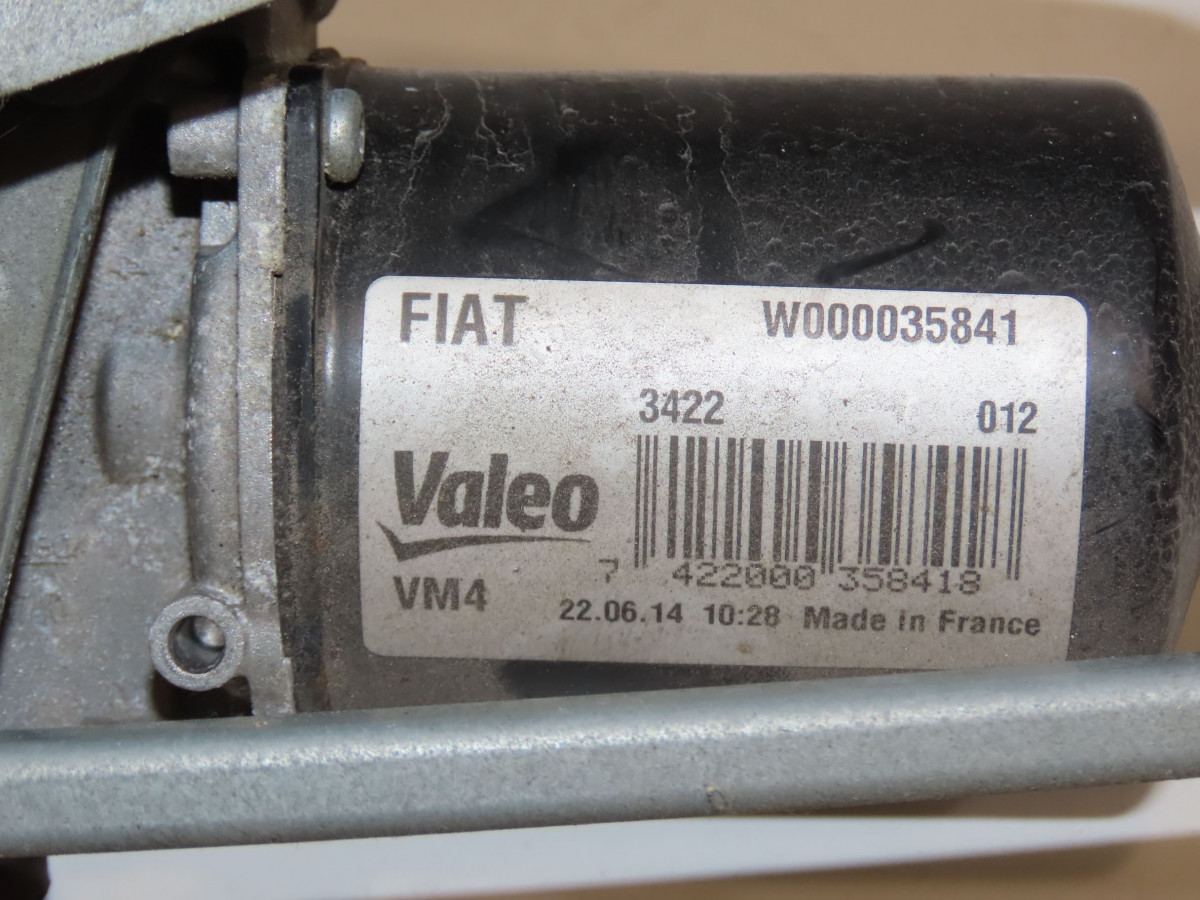 FIAT W000035841
3422 012
Valeo
7 422000 358418
VM4
22.06.14 10:28 Made in France